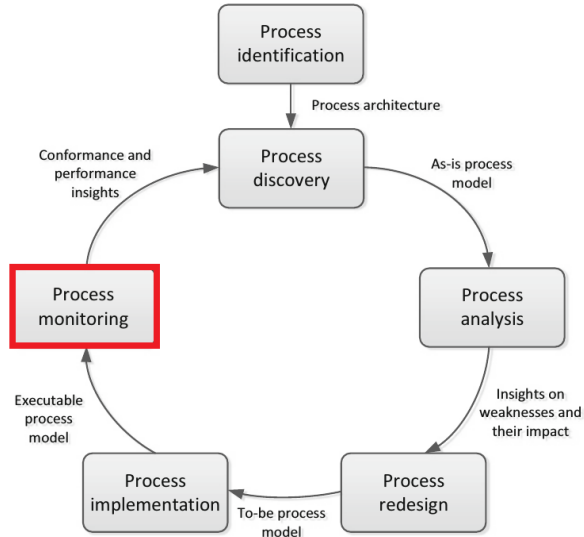 Process
identification
Process architecture
Process
discovery
Conformance and
performance
insights
As-is process
model
Process
monitoring
Process
analysis
Executable
process
model
Insights on
weaknesses and
their impact
Process
implementation
To-be process
model
Process
redesign